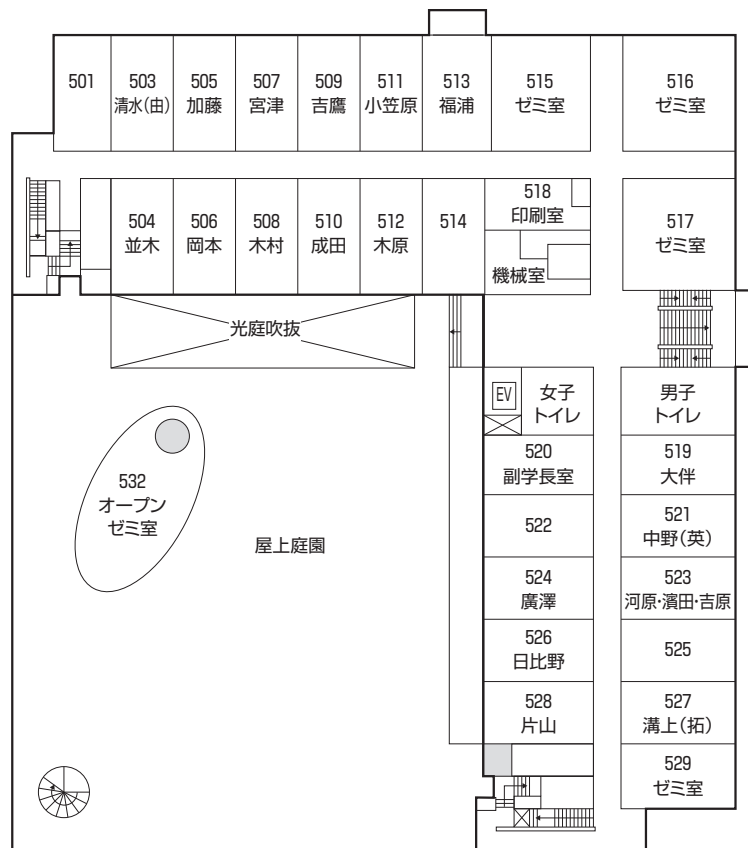 501
503
清水(由)
505
加藤
507
宮津
509
吉鷹
511
小笠原
513
福浦
515
ゼミ室
516
ゼミ室
504
並木
506
岡本
508
木村
510
成田
512
木原
514
518
印刷室
機械室
517
ゼミ室
光庭吹抜
EV
女子
トイレ
男子
トイレ
520
副学長室
519
大伴
532
オープン
ゼミ室
屋上庭園
522
521
中野(英)
524
廣澤
523
河原・濱田・吉原
526
日比野
525
528
片山
527
溝上(拓)
529
ゼミ室